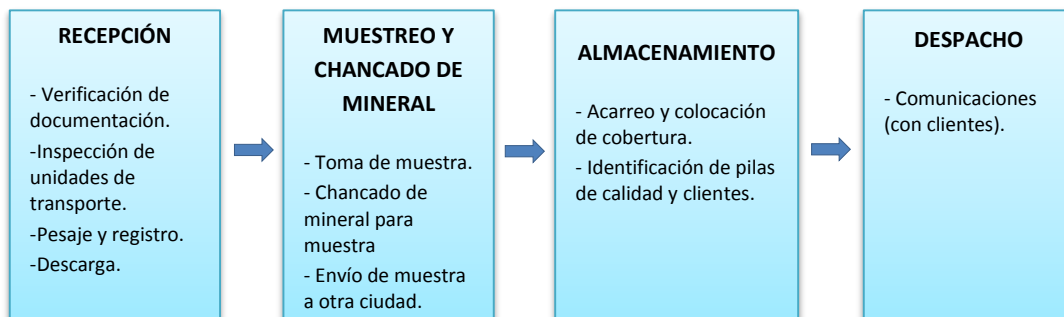 RECEPCIÓN
- Verificación de
documentación.
-Inspección de
unidades de
transporte.
-Pesaje y registro.
-Descarga.
MUESTREO Y
CHANCADO DE
MINERAL
- Toma de muestra.
- Chancado de
mineral para
muestra
- Envío de muestra
a otra ciudad.
ALMACENAMIENTO
- Acarreo y colocación
de cobertura.
- Identificación de pilas
de calidad y clientes.
DESPACHO
- Comunicaciones
(con clientes).